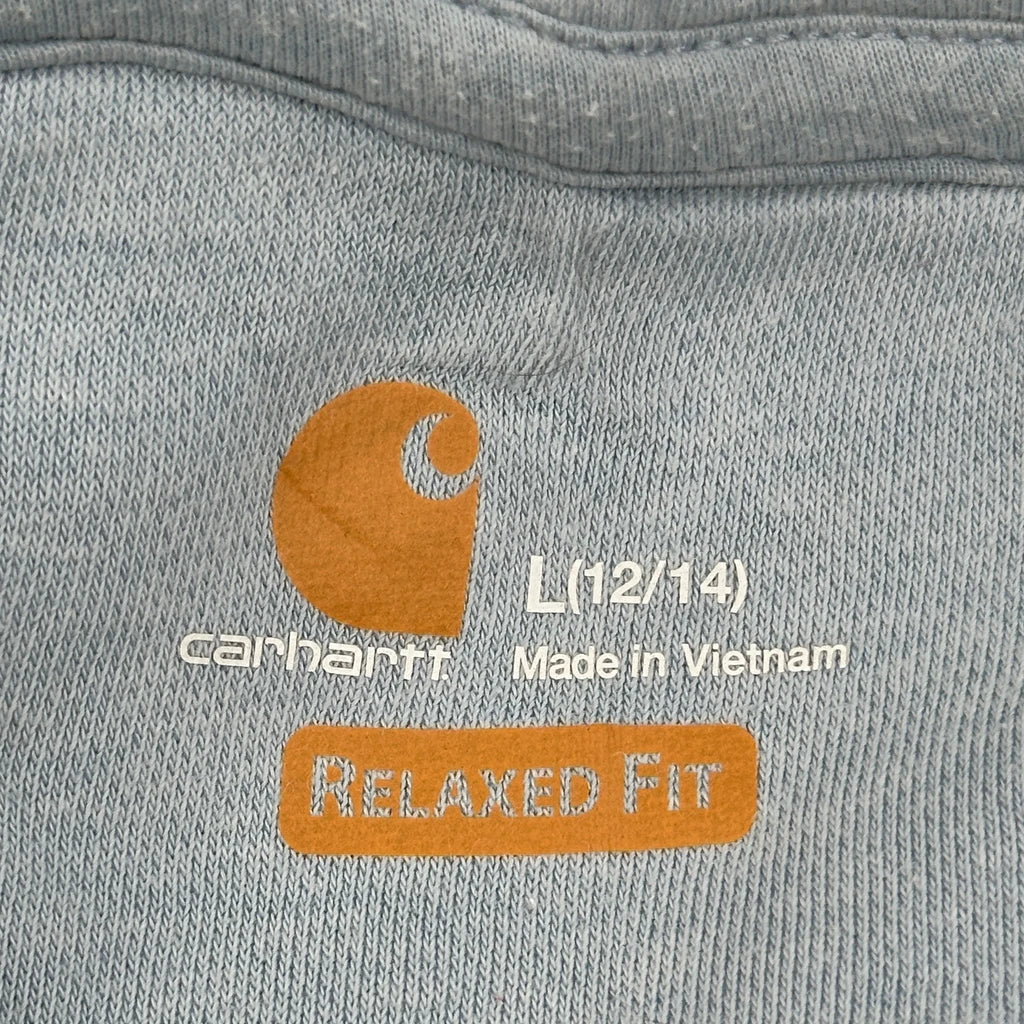 L(12/14)
carhartt
Made in Vietnam
RELAXED FIT